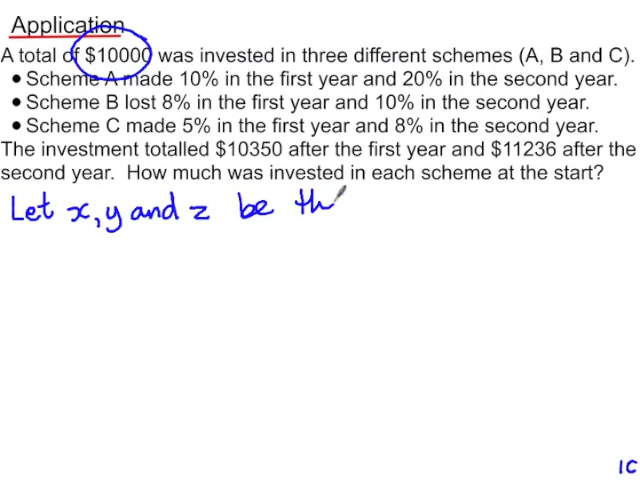 Application
A total of $10000 was invested in three different schemes (A, B and C).
• Scheme A made 10% in the first year and 20% in the second year.
• Scheme B lost 8% in the first year and 10% in the second year.
• Scheme C made 5% in the first year and 8% in the second year.
The investment totalled $10350 after the first year and $11236 after the
second year. How much was invested in each scheme at the start?
Let x, y and z be th
1C